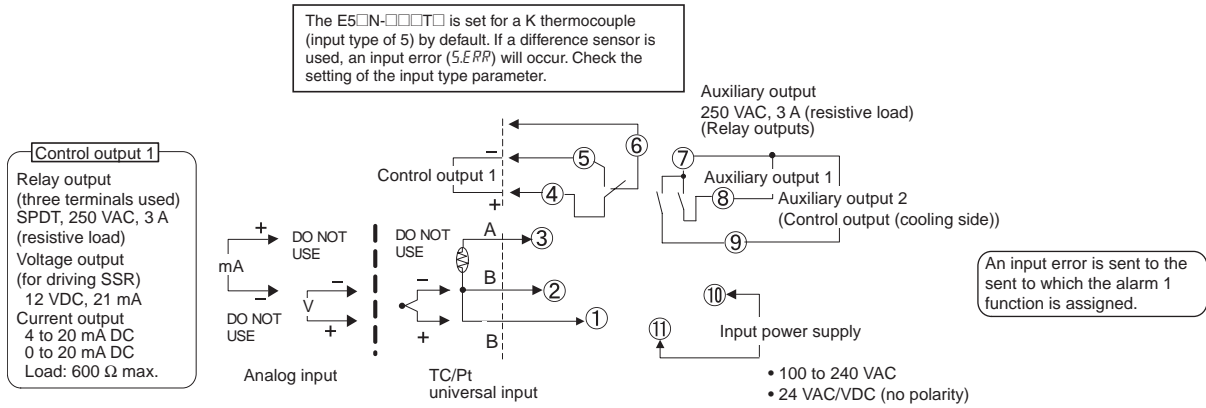 The E5□N-□□□T□ is set for a K thermocouple
(input type of 5) by default. If a difference sensor is
used, an input error (S.ERR) will occur. Check the
setting of the input type parameter.
Auxiliary output
250 VAC, 3 A (resistive load)
(Relay outputs)
Control output 1
Relay output
(three terminals used)
SPDT, 250 VAC, 3 A
(resistive load)
Voltage output
(for driving SSR)
12 VDC, 21 mA
Current output
4 to 20 mA DC
0 to 20 mA DC
Load: 600 Ω max.
+
mA
−
DO NOT
USE
DO NOT
USE
−
V
+
Analog input
DO NOT
USE
−
+
A
B
B
TC/Pt
universal input
Control output 1
−
+
⑥
⑤
④
③
②
①
⑦
Auxiliary output 1
⑧
Auxiliary output 2
(Control output (cooling side))
⑨
⑩
⑪
Input power supply
• 100 to 240 VAC
• 24 VAC/VDC (no polarity)
An input error is sent to the
sent to which the alarm 1
function is assigned.